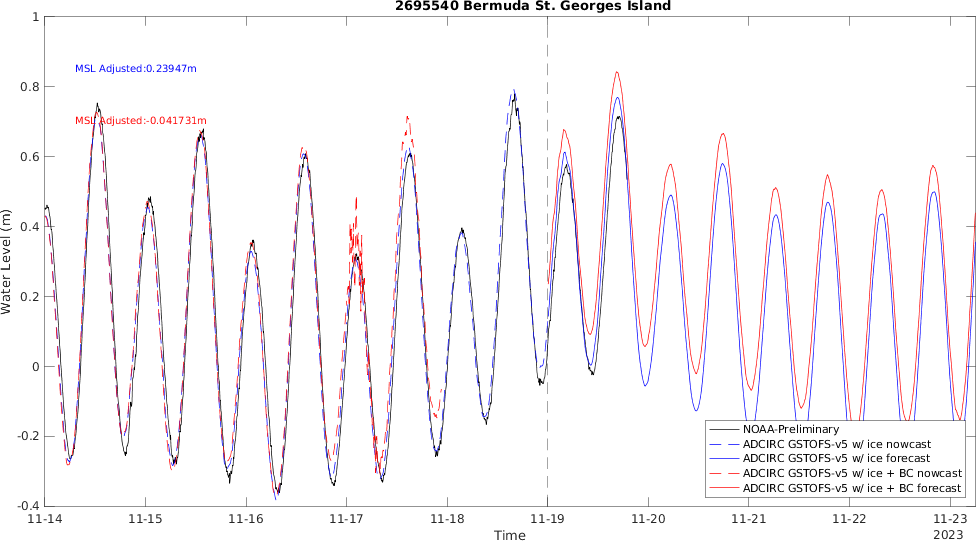 2695540 Bermuda St. Georges Island
1
MSL Adjusted:0.23947m
0.8
MSL Adjusted:-0.041731m
0.6
0.4
0.2
0
-0.2
-0.4
Water Level (m)
NOAA-Preliminary
ADCIRC GSTOFS-v5 w/ ice nowcast
ADCIRC GSTOFS-v5 w/ ice forecast
ADCIRC GSTOFS-v5 w/ice + BC nowcast
ADCIRC GSTOFS-v5 w/ice + BC forecast
11-14 11-15 11-16 11-17 11-18 11-19 11-20 11-21 11-22 11-23
Time 2023